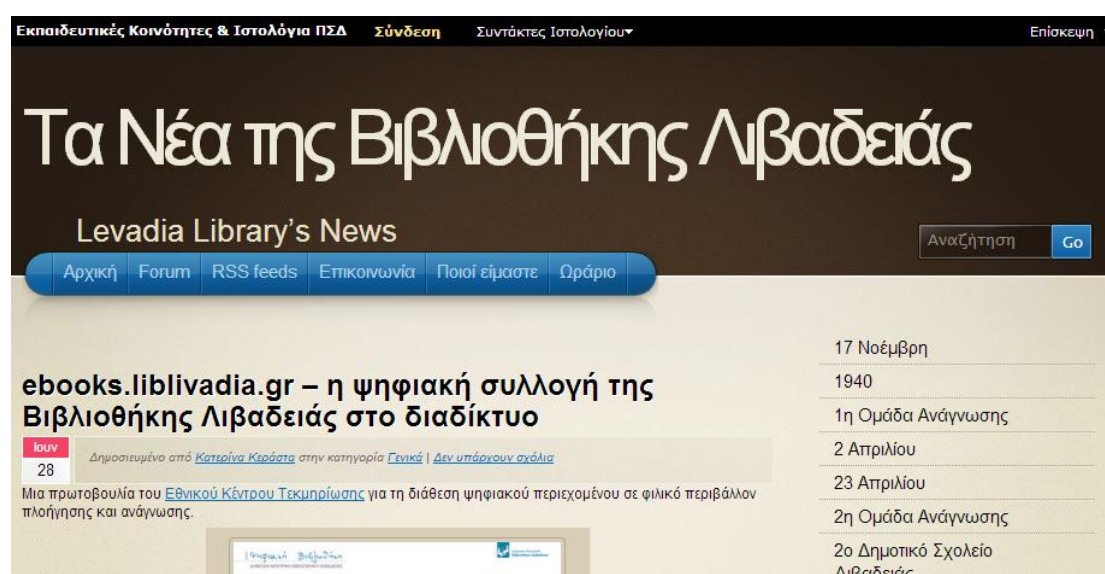 Εκπαιδευτικές Κοινότητες & Ιστολόγια ΠΣΔ Σύνδεση Συντάκτες Ιστολογίου Επίσκεψη
Τα Νέα της Βιβλιοθήκης Λιβαδειάς
Levadia Library's News
Αναζήτηση Go
Αρχική Forum RSS feeds Επικοινωνία Ποιοί είμαστε Ωράριο
ebooks.liblivadia.gr – η ψηφιακή συλλογή της
Βιβλιοθήκης Λιβαδειάς στο διαδίκτυο
Ιουν
28
Δημοσιευμένο από Κατερίνα Κεράστα στην κατηγορία Γενικά | Δεν υπάρχουν σχόλια
Μια πρωτοβουλία του Εθνικού Κέντρου Τεκμηρίωσης για τη διάθεση ψηφιακού περιεχομένου σε φιλικό περιβάλλον
πλοήγησης και ανάγνωσης.
Ψηφιακή Βιβλιοθήκη
17 Νοέμβρη
1940
1η Ομάδα Ανάγνωσης
2 Απριλίου
23 Απριλίου
2η Ομάδα Ανάγνωσης
2ο Δημοτικό Σχολείο
Λιβαδειάς